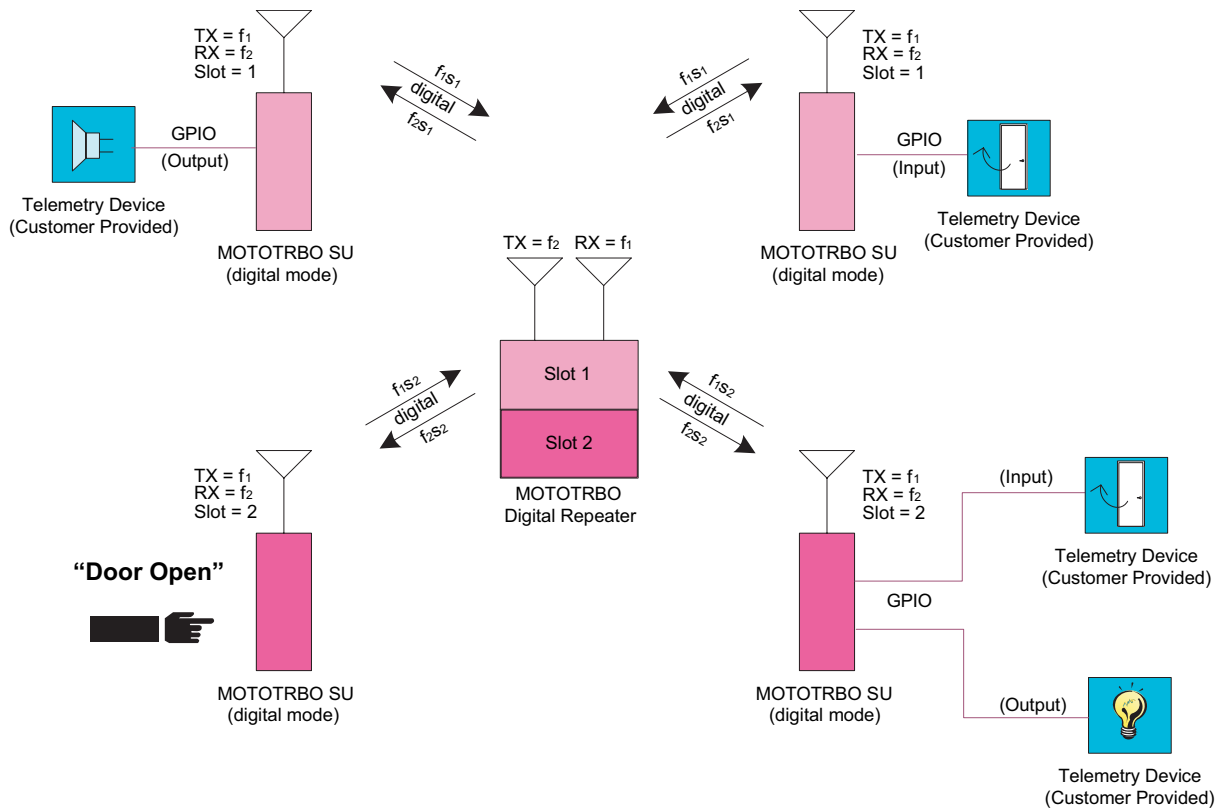 TX = f1
RX = f2
Slot = 1
f1s1
digital
f2s1
GPIO
(Output)
Telemetry Device
(Customer Provided)
MOTOTRBO SU
(digital mode)
f1s1
digital
f2s1
TX = f1
RX = f2
Slot = 1
GPIO
(Input)
Telemetry Device
(Customer Provided)
MOTOTRBO SU
(digital mode)
TX = f2
RX = f1
Slot 1
Slot 2
MOTOTRBO
Digital Repeater
f1s2
digital
f2s2
f1s2
digital
f2s2
TX = f1
RX = f2
Slot = 2
“Door Open”
MOTOTRBO SU
(digital mode)
TX = f1
RX = f2
Slot = 2
(Input)
Telemetry Device
(Customer Provided)
GPIO
MOTOTRBO SU
(digital mode)
(Output)
Telemetry Device
(Customer Provided)